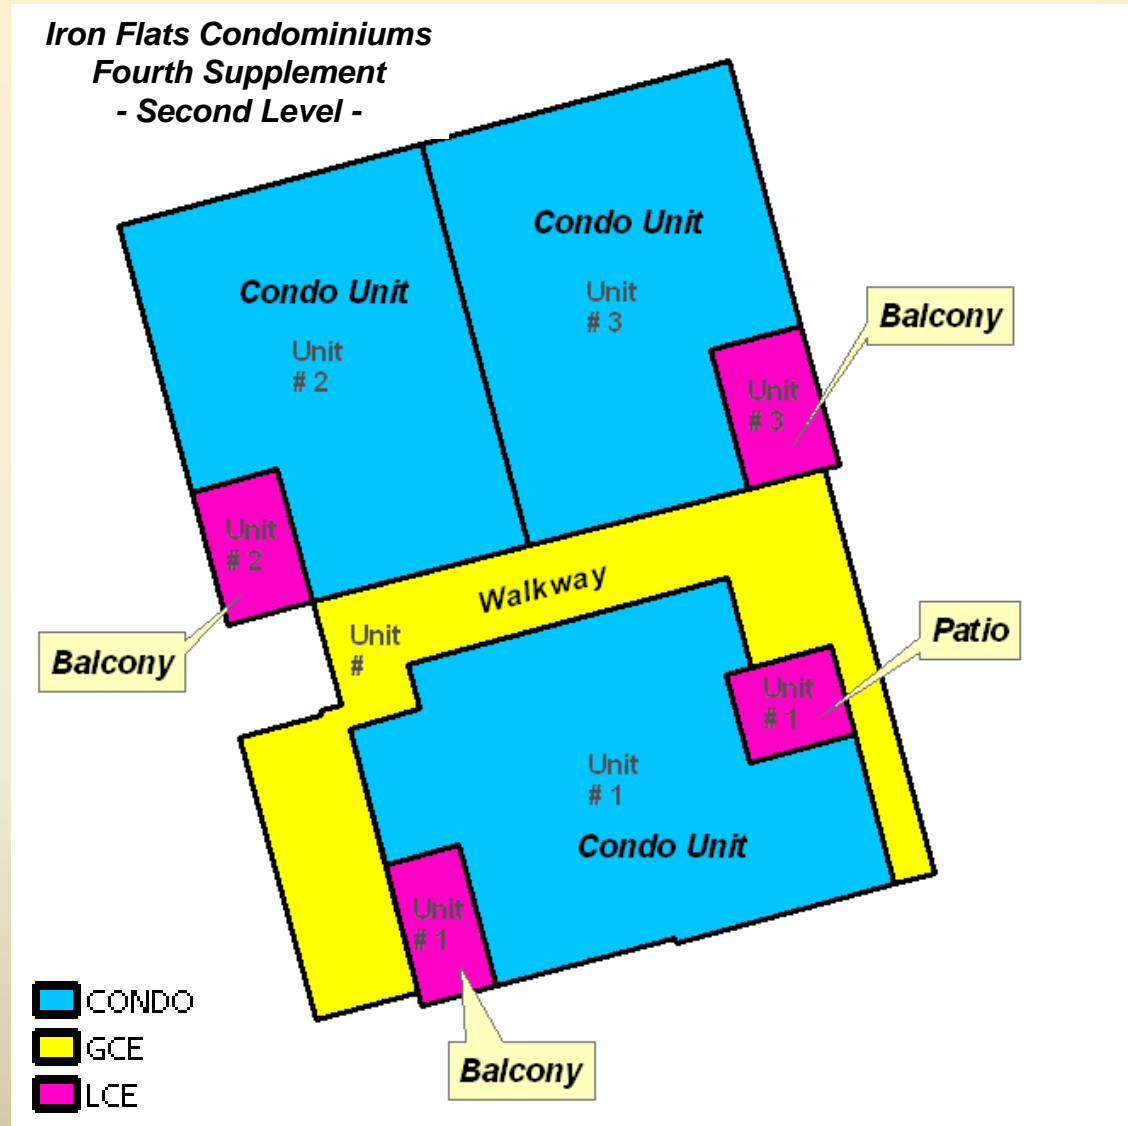 Iron Flats Condominiums
Fourth Supplement
- Second Level -
Condo Unit
Unit
# 3
Condo Unit
Unit
# 2
Balcony
Unit
# 3
Unit
# 2
Walkway
Balcony
Unit
#
Patio
Unit
# 1
Unit
# 1
Condo Unit
Unit
# 1
Balcony
CONDO
GCE
LCE